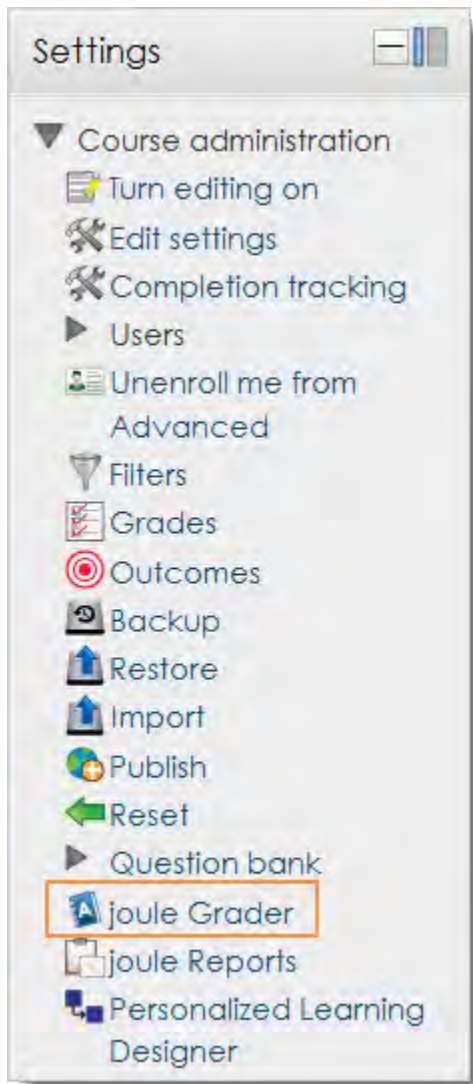 Settings
Course administration
Turn editing on
Edit settings
Completion tracking
Users
Unenroll me from
Advanced
Filters
Grades
Outcomes
Backup
Restore
Import
Publish
Reset
Question bank
joule Grader
joule Reports
Personalized Learning
Designer